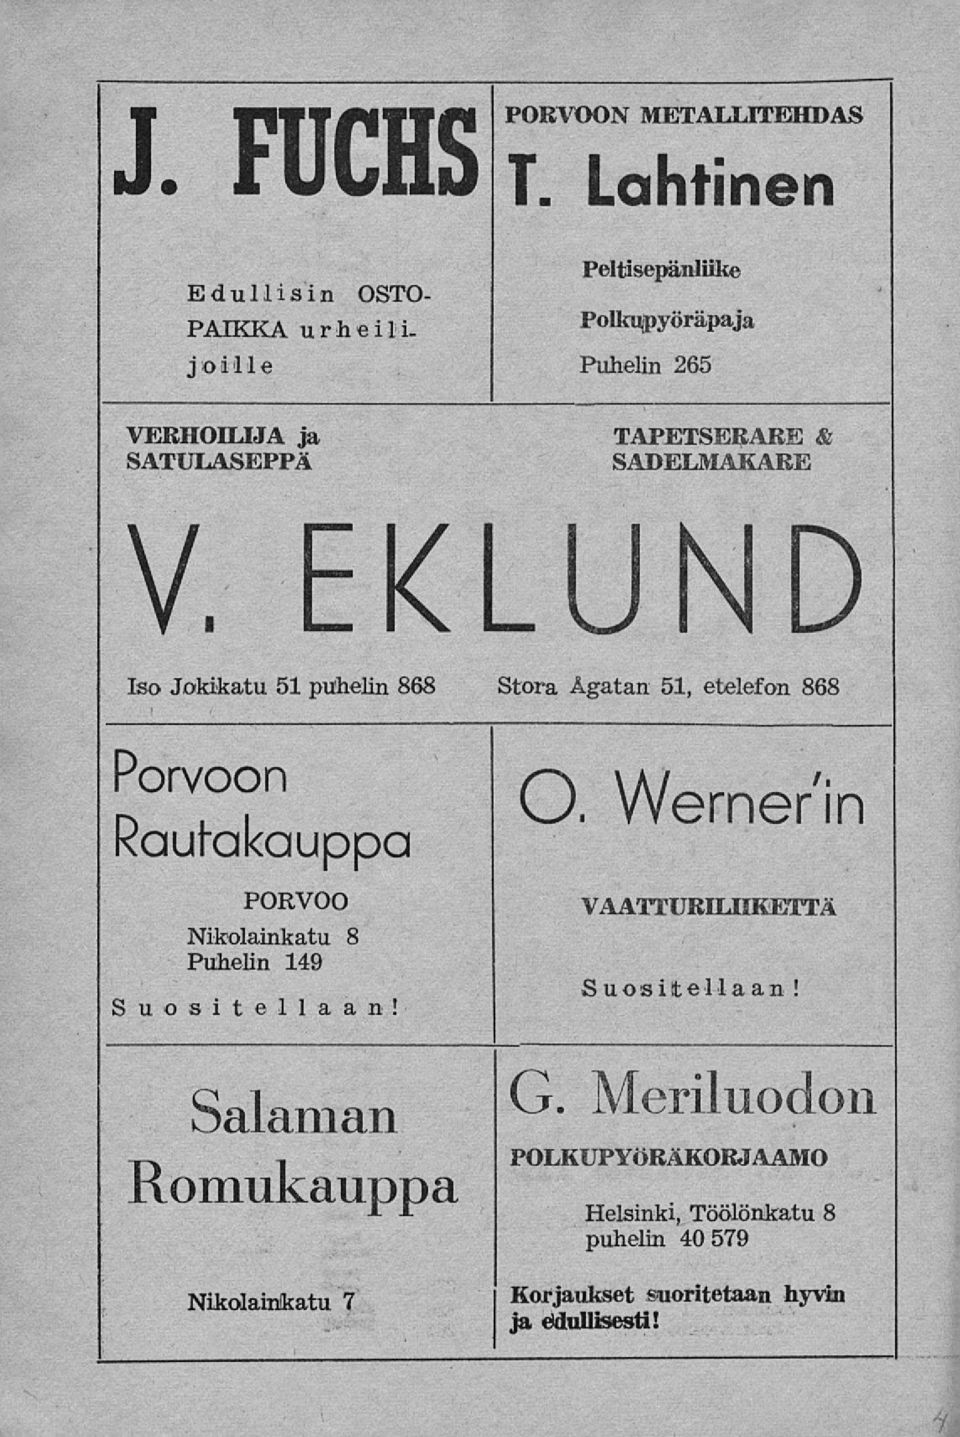 J. FUCHS
Edullisin OSTO-
PAIKKA urheili-
joille
PORVOON METALLITEHDAS
T. Lahtinen
Peltisepänliike
Polkupyöräpaja
Puhelin 265
VERHOILIJA ja
SATULASEPPÄ
TAPETSERARE &
SADELMAKARE
V. EKLUND
Iso Jokikatu 51 puhelin 868
Stora Ågatan 51, etelefon 868
Porvoon
Rautakauppa
PORVOO
Nikolainkatu 8
Puhelin 149
Suositellaan!
O. Werner'in
VAATTURILIIKETTÄ
Suositellaan!
Salaman
Romukauppa
Nikolainkatu 7
G. Meriluodon
POLKUPYÖRÄKORJAAMO
Helsinki, Töölönkatu 8
puhelin 40 579
Korjaukset suoritetaan hyvin
ja edullisesti!
4